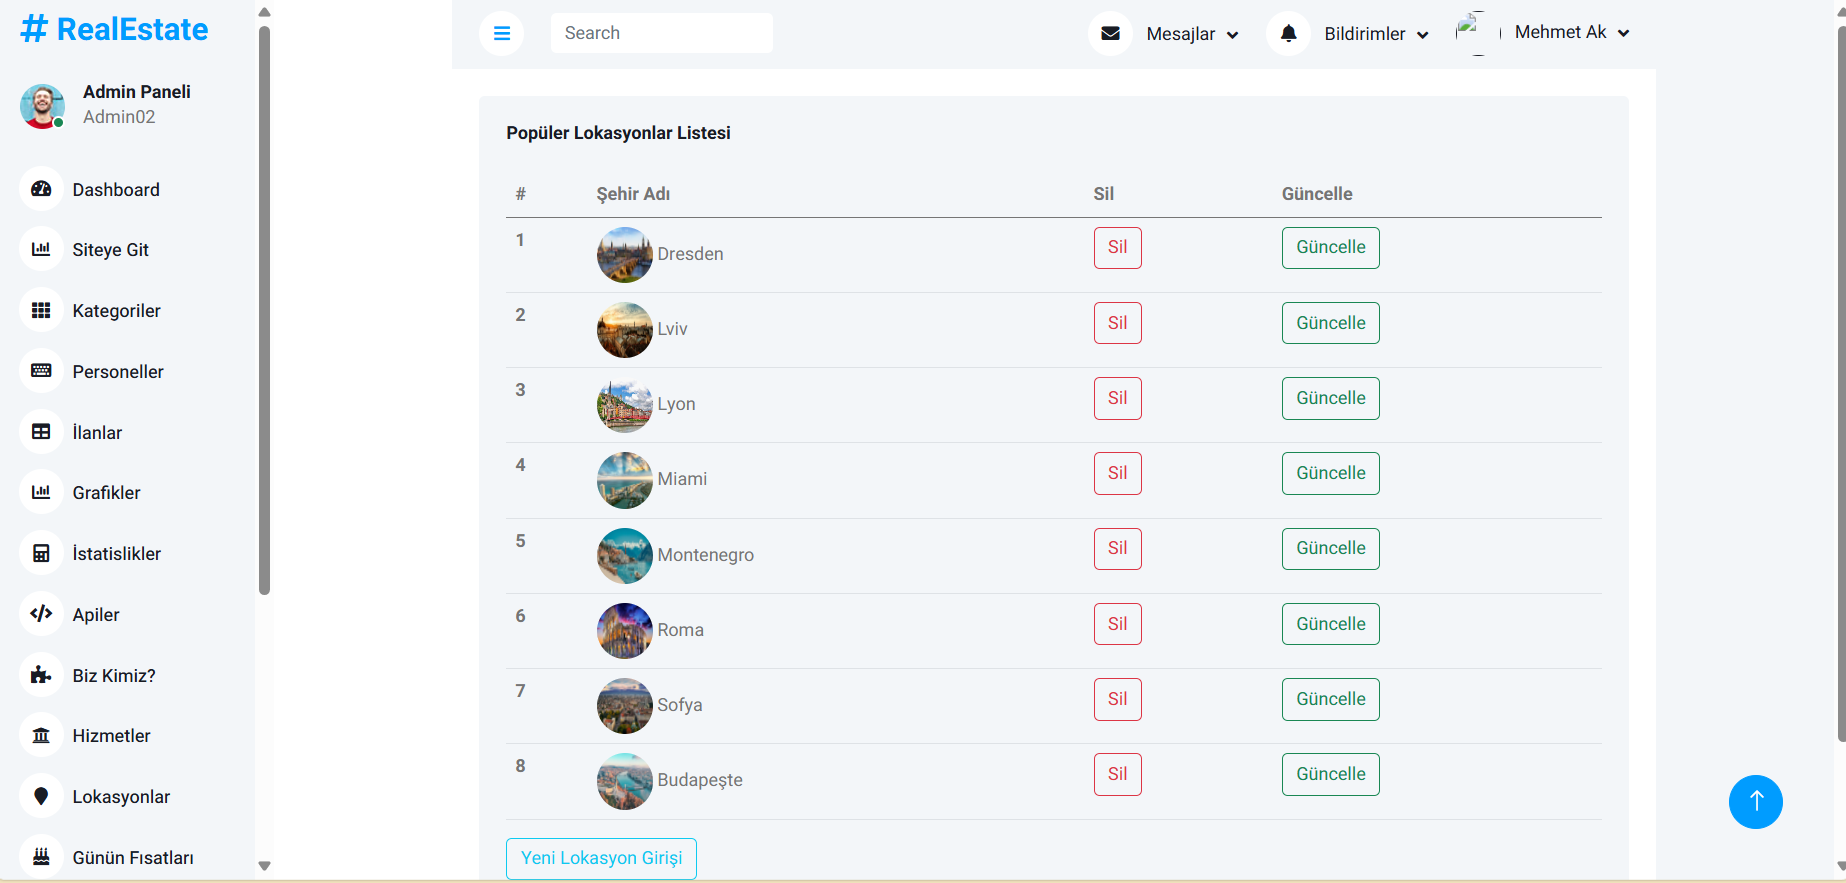 # RealEstate
Admin Paneli
Admin02
Dashboard
Siteye Git
Kategoriler
Personeller
İlanlar
Grafikler
İstatislikler
Apiler
Biz Kimiz?
Hizmetler
Lokasyonlar
Günün Fısatları
Search
Mesajlar
Bildirimler
Mehmet Ak
Popüler Lokasyonlar Listesi
# Şehir Adı Sil Güncelle
1 Dresden Sil Güncelle
2 Lviv Sil Güncelle
3 Lyon Sil Güncelle
4 Miami Sil Güncelle
5 Montenegro Sil Güncelle
6 Roma Sil Güncelle
7 Sofya Sil Güncelle
8 Budapeşte Sil Güncelle
Yeni Lokasyon Girişi